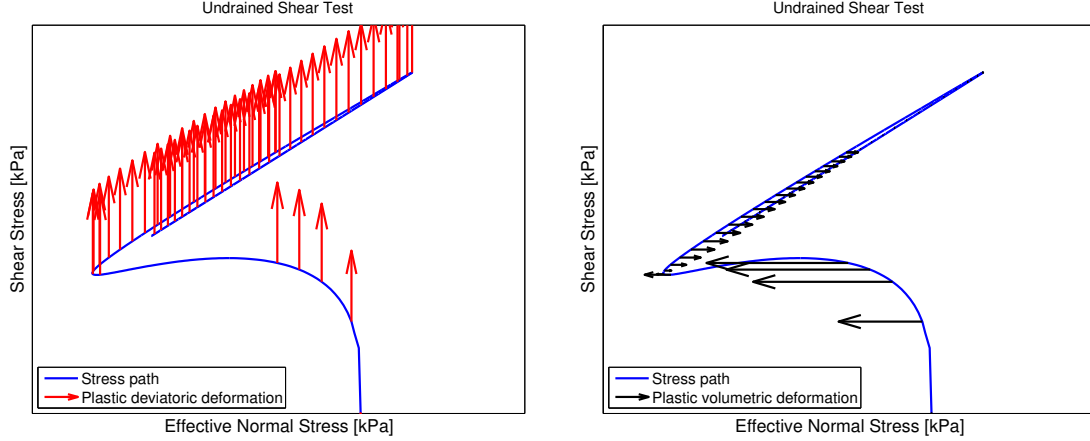 Undrained Shear Test
Shear Stress [kPa]
Stress path
Plastic deviatoric deformation
Effective Normal Stress [kPa]
Undrained Shear Test
Shear Stress [kPa]
Stress path
Plastic volumetric deformation
Effective Normal Stress [kPa]